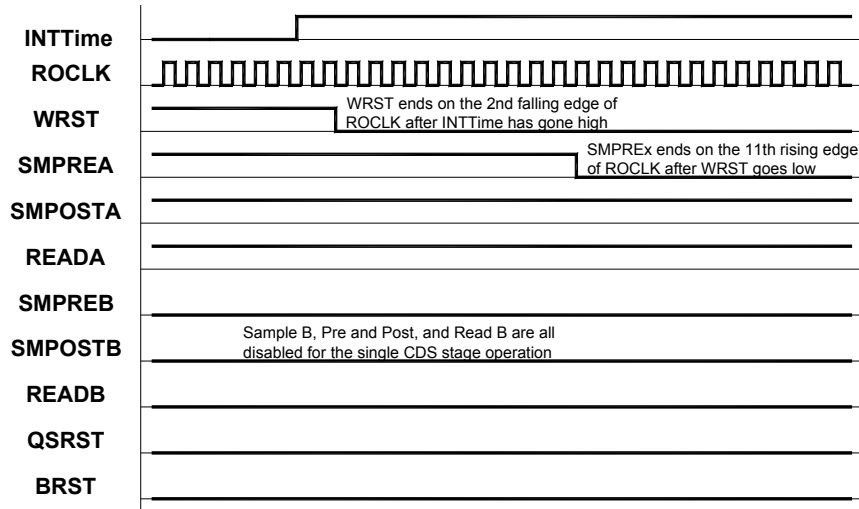 INTTime
ROCLK
WRST
WRST ends on the 2nd falling edge of
ROCLK after INTTime has gone high
SMPREA
SMPREx ends on the 11th rising edge
of ROCLK after WRST goes low
SMPOSTA
READA
SMPREB
SMPOSTB
Sample B, Pre and Post, and Read B are all
disabled for the single CDS stage operation
READB
QSRST
BRST